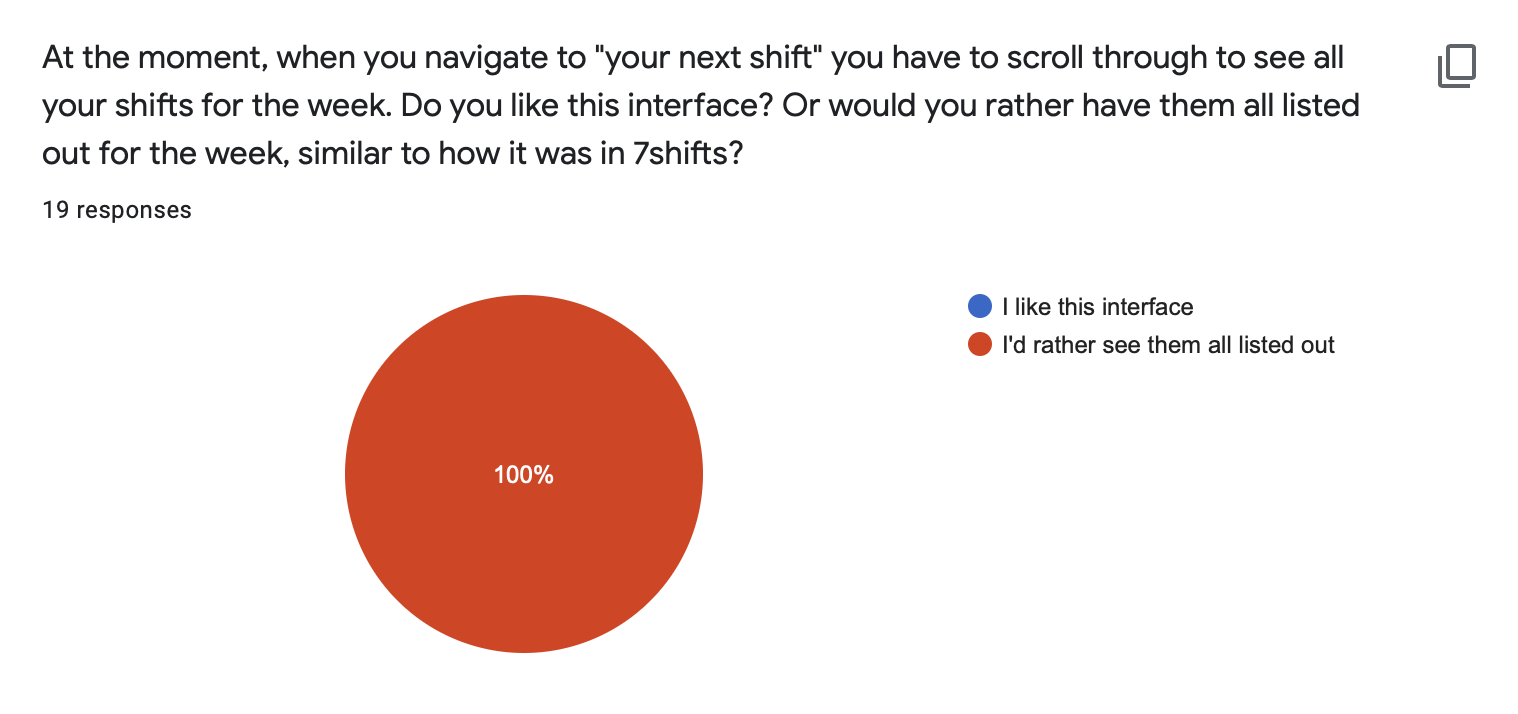 At the moment, when you navigate to "your next shift" you have to scroll through to see all
your shifts for the week. Do you like this interface? Or would you rather have them all listed
out for the week, similar to how it was in 7shifts?
19 responses
I like this interface
I'd rather see them all listed out
100%